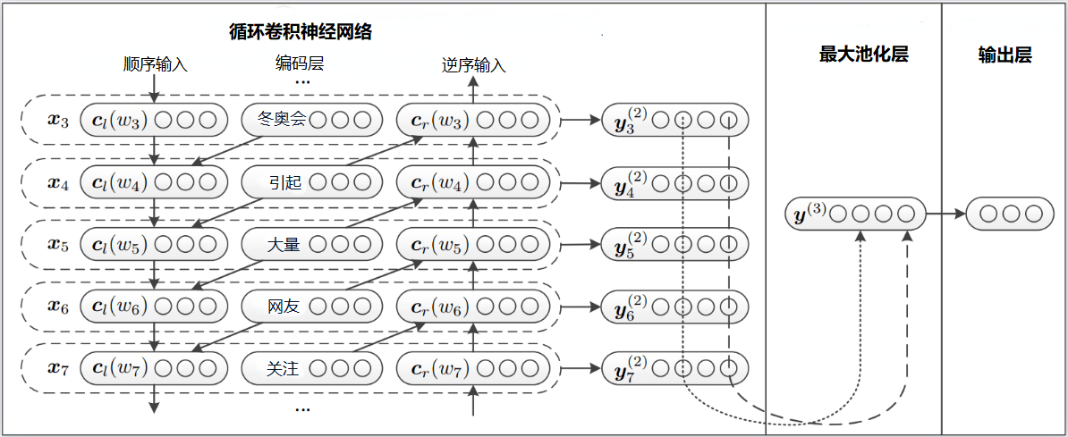 循环卷积神经网络
最大池化层
输出层
顺序输入 编码层 逆序输入
...
x₃ cₗ(w₃) 冬奥会 cᵣ(w₃) y₃⁽²⁾
x₄ cₗ(w₄) 引起 cᵣ(w₄) y₄⁽²⁾
x₅ cₗ(w₅) 大量 cᵣ(w₅) y₅⁽²⁾
x₆ cₗ(w₆) 网友 cᵣ(w₆) y₆⁽²⁾
x₇ cₗ(w₇) 关注 cᵣ(w₇) y₇⁽²⁾
...
y⁽³⁾